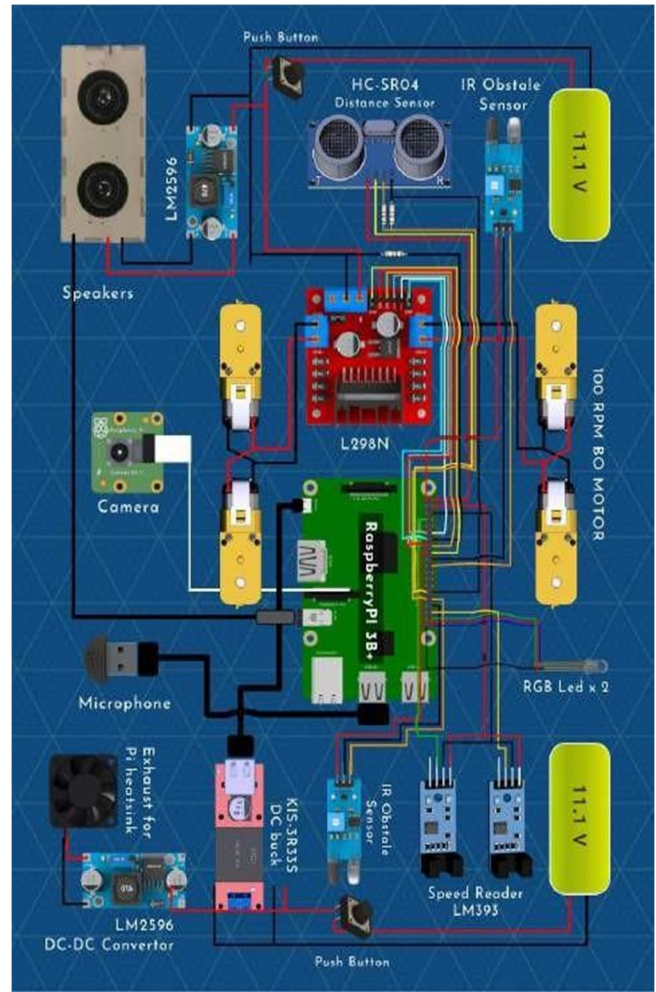 Push Button
HC-SR04
Distance Sensor
IR Obstale
Sensor
11.1 V
LM2596
Speakers
L298N
100 RPM BO MOTOR
Camera
RaspberryPI 3B+
RGB Led x 2
Microphone
Exhaust for
Pi heatsink
KIS-3R33S
DC buck
IR Obstale
Sensor
11.1 V
Speed Reader
LM393
LM2596
DC-DC Convertor
Push Button